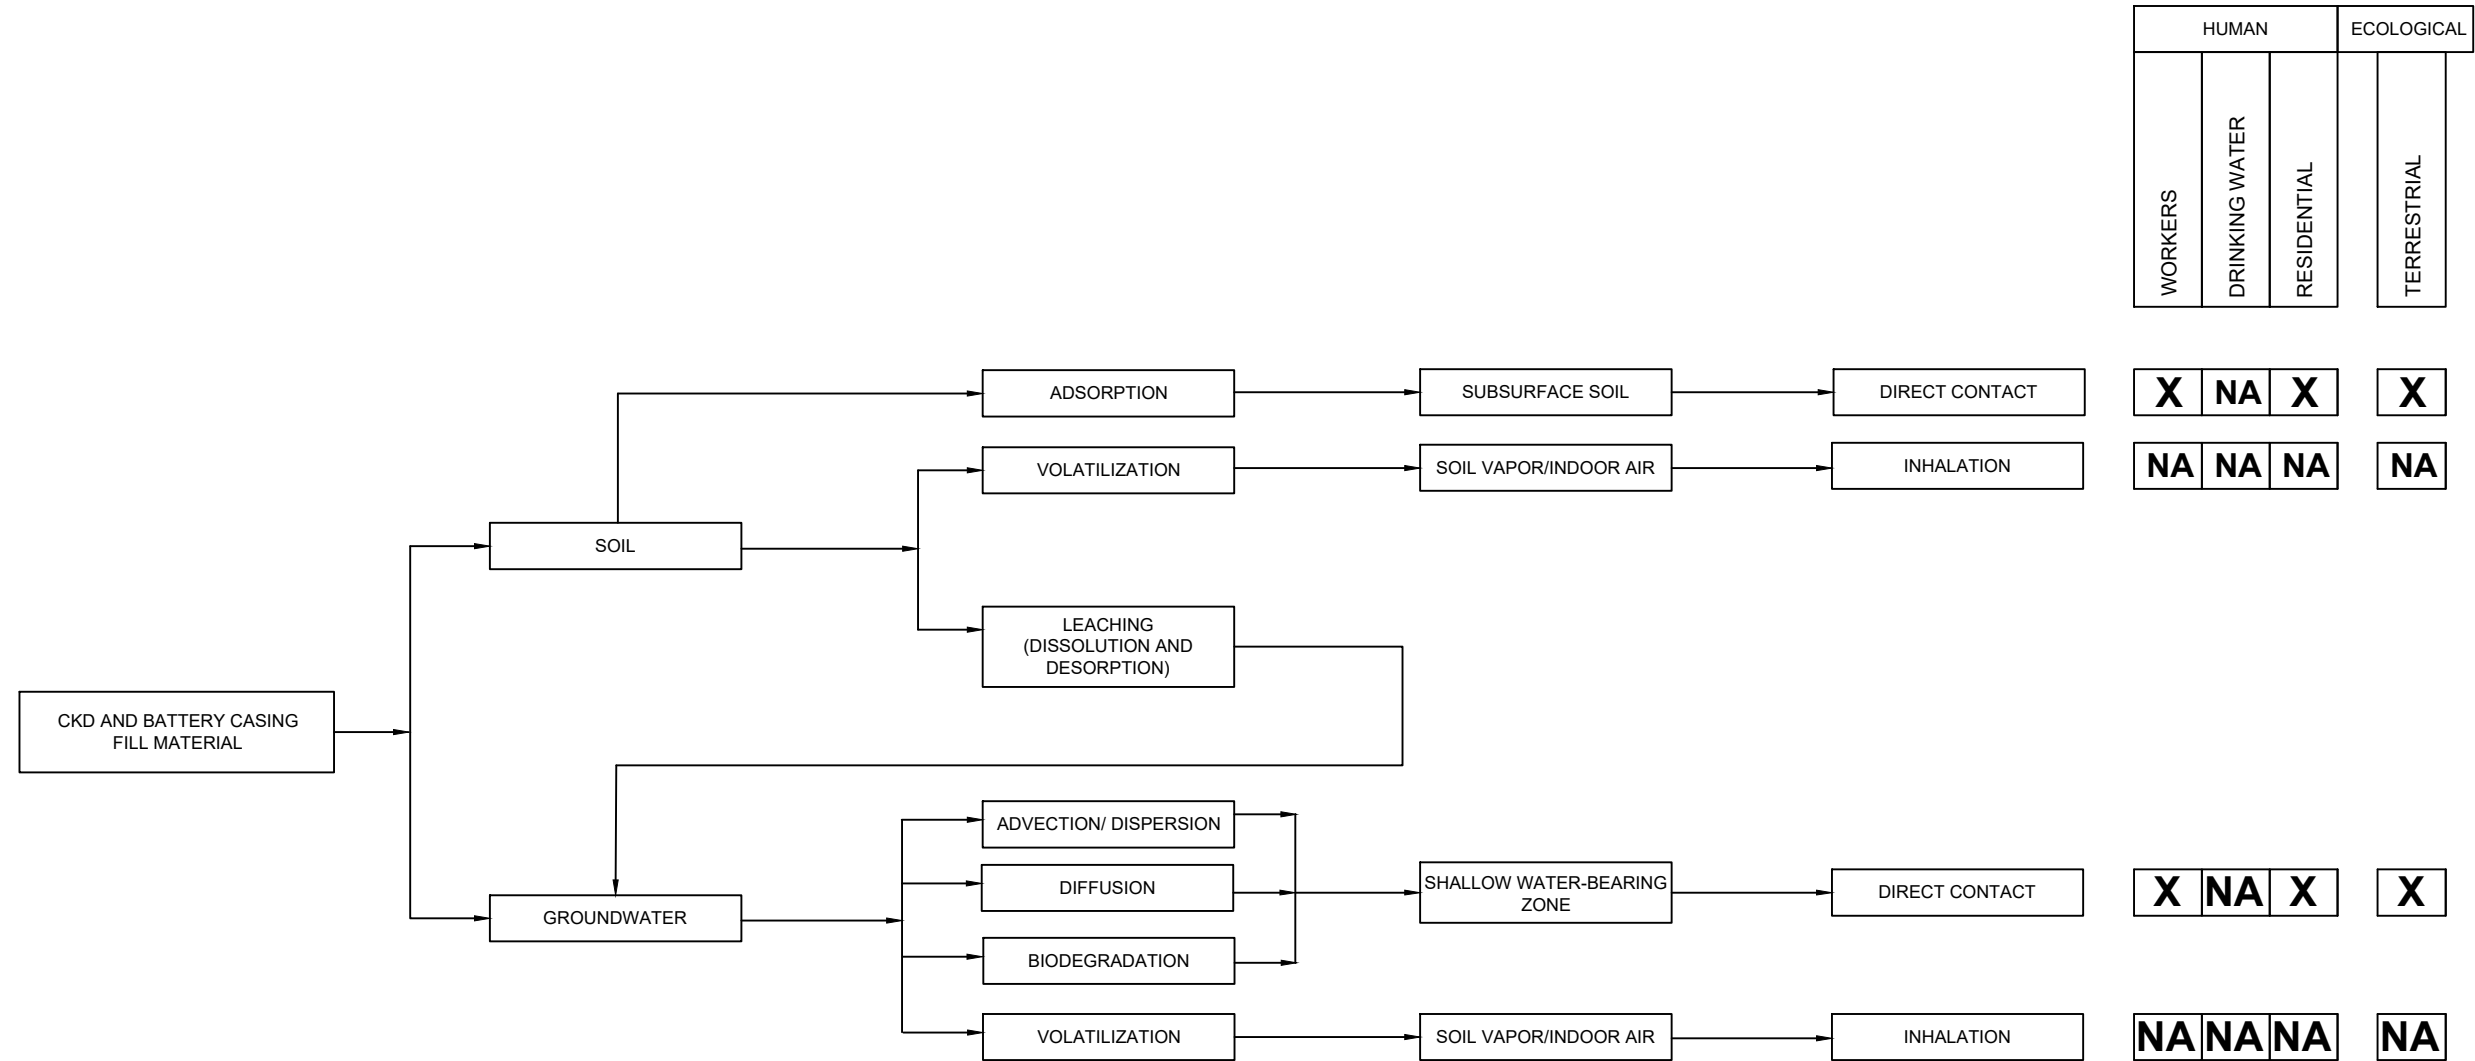 HUMAN
ECOLOGICAL
WORKERS
DRINKING WATER
RESIDENTIAL
TERRESTRIAL
ADSORPTION
SUBSURFACE SOIL
DIRECT CONTACT
X
NA
X
X
VOLATILIZATION
SOIL VAPOR/INDOOR AIR
INHALATION
NA
NA
NA
NA
SOIL
LEACHING
(DISSOLUTION AND
DESORPTION)
CKD AND BATTERY CASING
FILL MATERIAL
ADVECTION/ DISPERSION
DIFFUSION
SHALLOW WATER-BEARING
ZONE
DIRECT CONTACT
X
NA
X
X
GROUNDWATER
BIODEGRADATION
VOLATILIZATION
SOIL VAPOR/INDOOR AIR
INHALATION
NA
NA
NA
NA